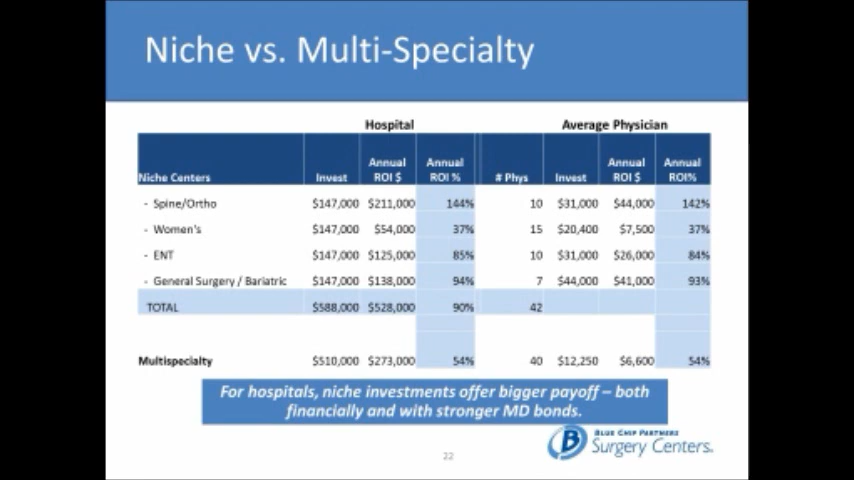 Niche vs. Multi-Specialty
Hospital Average Physician
Niche Centers Invest Annual ROI $ Annual ROI % # Phys Invest Annual ROI $ Annual ROI%
- Spine/Ortho $147,000 $211,000 144% 10 $31,000 $44,000 142%
- Women's $147,000 $54,000 37% 15 $20,400 $7,500 37%
- ENT $147,000 $125,000 85% 10 $31,000 $26,000 84%
- General Surgery / Bariatric $147,000 $138,000 94% 7 $44,000 $41,000 93%
TOTAL $588,000 $528,000 90% 42
Multispecialty $510,000 $273,000 54% 40 $12,250 $6,600 54%
For hospitals, niche investments offer bigger payoff – both
financially and with stronger MD bonds.
B BLUE CHIP PARTNERS
Surgery Centers
22